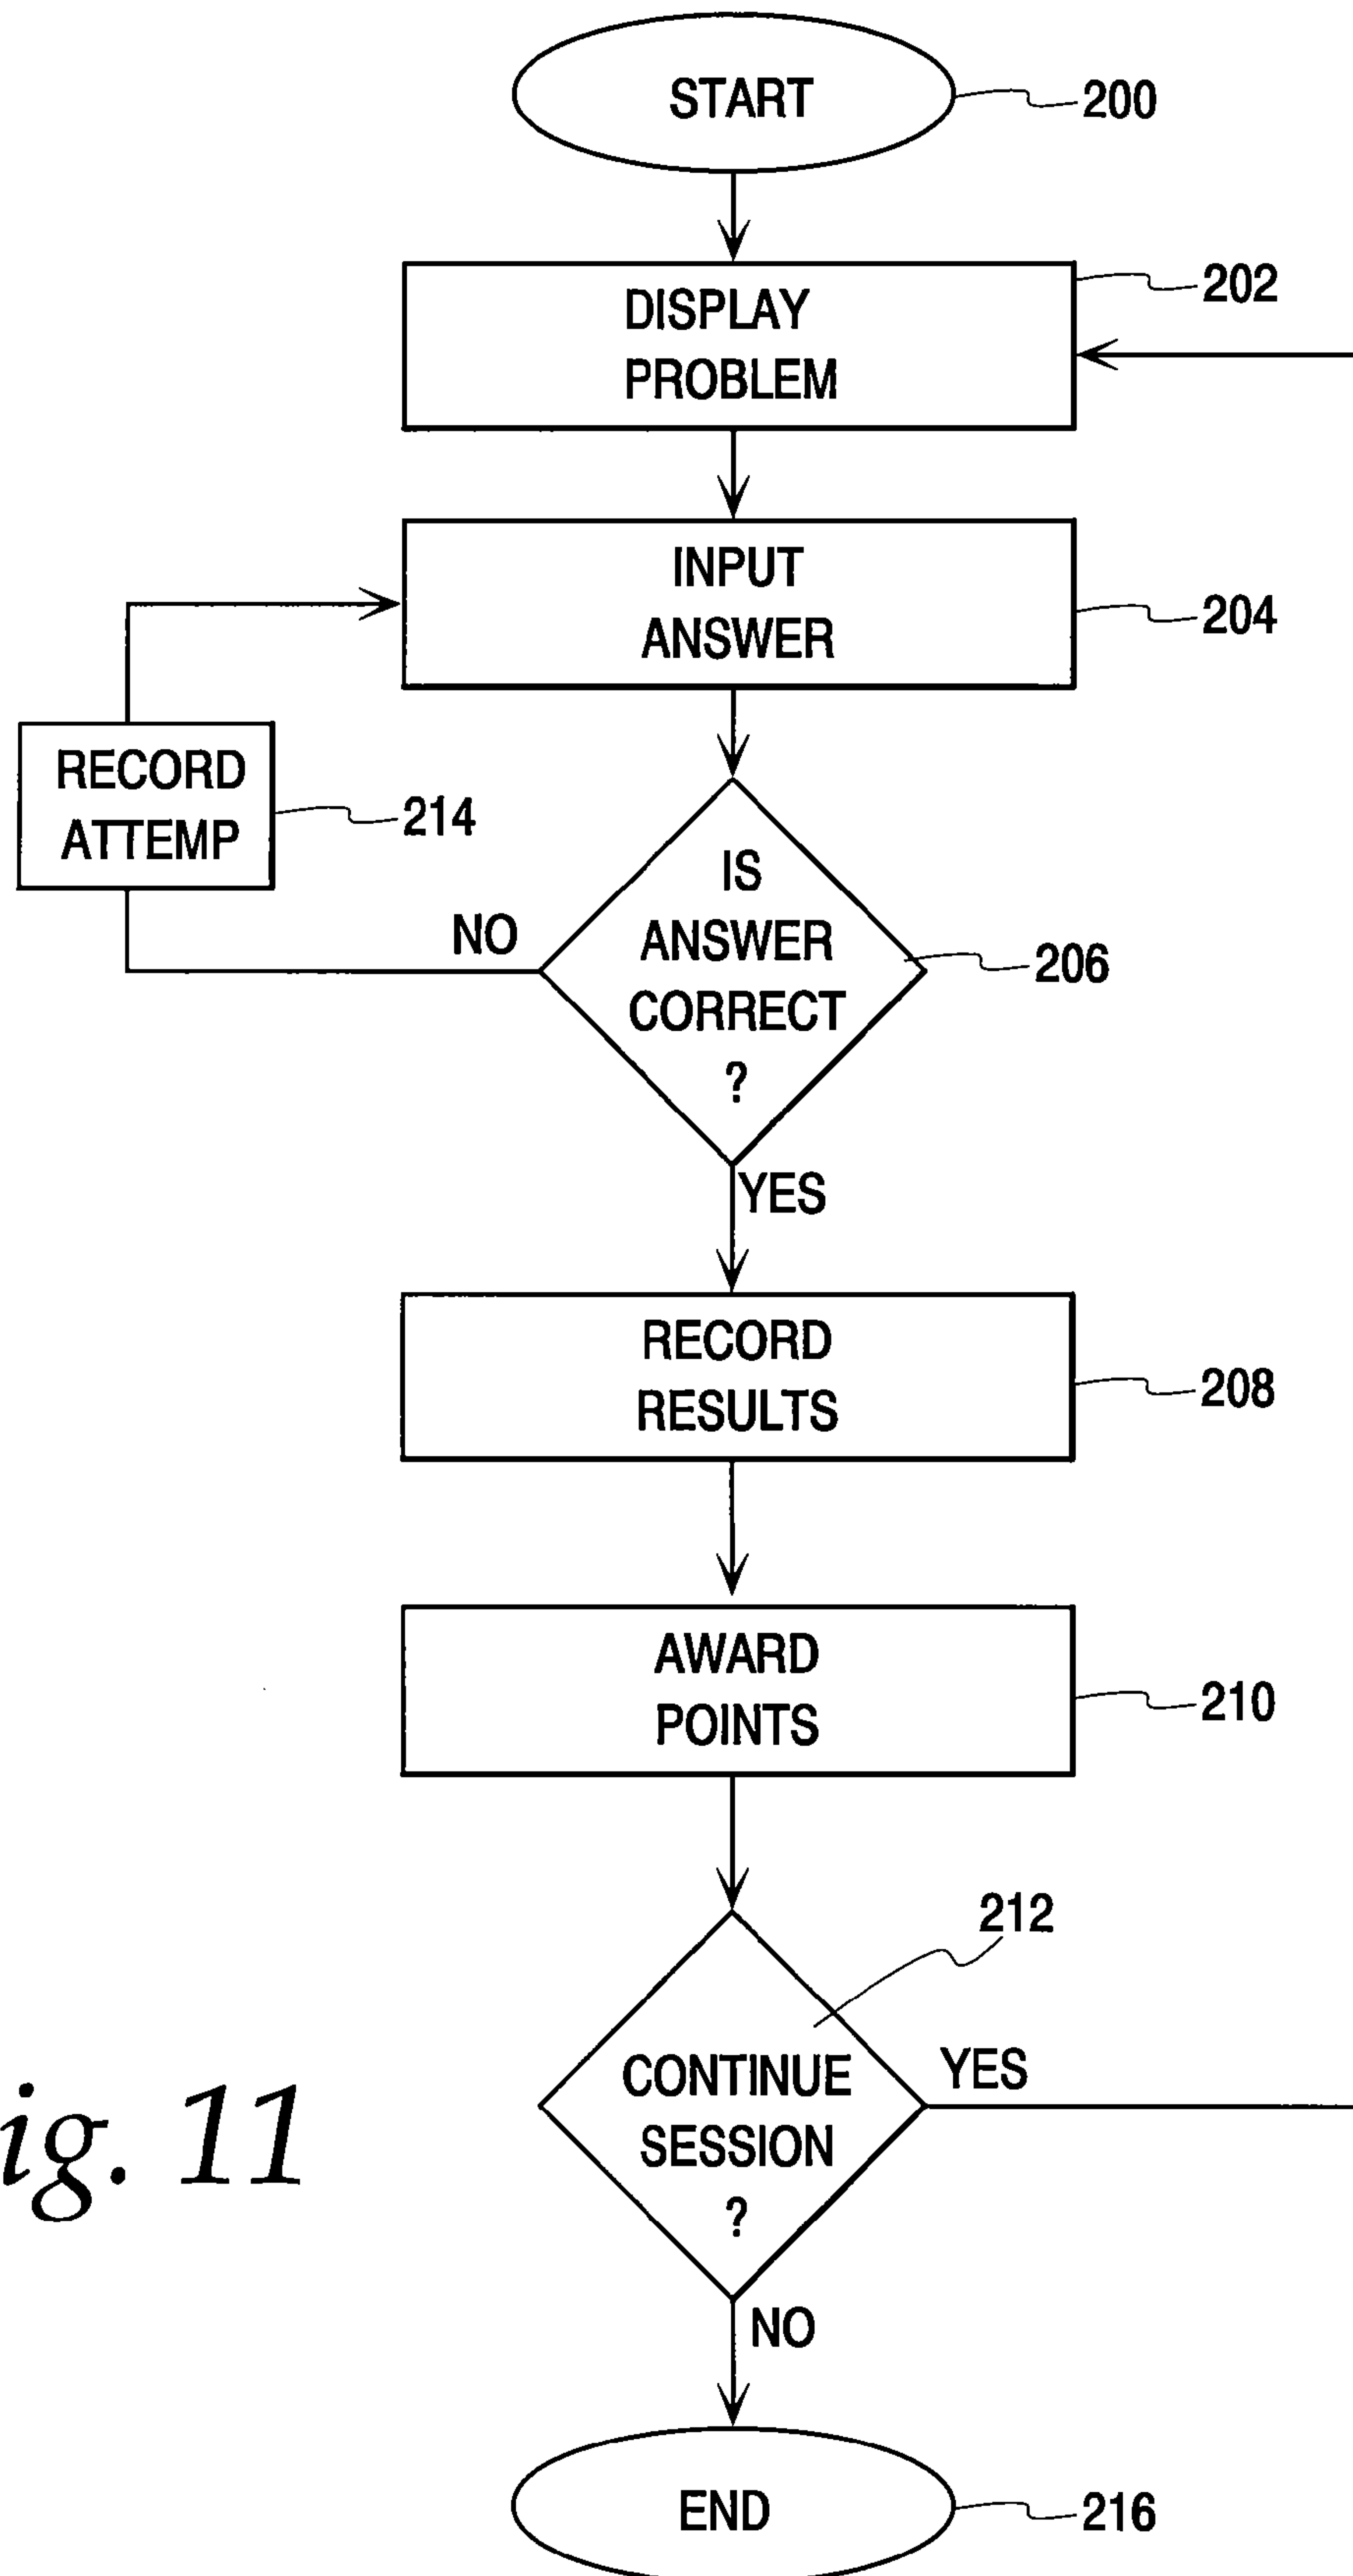 START
200
DISPLAY
PROBLEM
202
INPUT
ANSWER
204
RECORD
ATTEMP
214
IS
ANSWER
CORRECT
?
206
NO
YES
RECORD
RESULTS
208
AWARD
POINTS
210
212
CONTINUE
SESSION
?
YES
NO
ig. 11
END
216